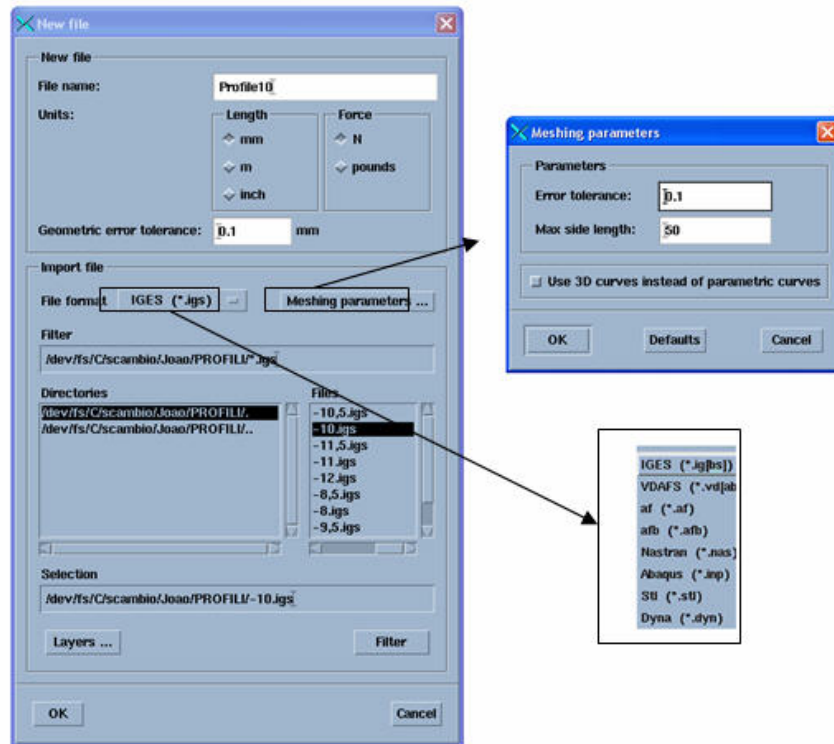 New file
New file
File name: Profile10
Units: Length Force
mm N
m pounds
inch
Geometric error tolerance: 0.1 mm
Import file
File format IGES (*.igs) Meshing parameters ...
Filter
/dev/fs/C/scambio/Joao/PROFILI/*.igs
Directories Files
/dev/fs/C/scambio/Joao/PROFILI/. -10,5.igs
/dev/fs/C/scambio/Joao/PROFILI/.. -10.igs
-11,5.igs
-11.igs
-12.igs
-8,5.igs
-8.igs
-9,5.igs
Selection
/dev/fs/C/scambio/Joao/PROFILI/-10.igs
Layers ... Filter
OK Cancel
Meshing parameters
Parameters
Error tolerance: 0.1
Max side length: 50
Use 3D curves instead of parametric curves
OK Defaults Cancel
IGES (*.ig[bs])
VDAFS (*.vd[ab
af (*.af)
afb (*.afb)
Nastran (*.nas)
Abaqus (*.inp)
Stl (*.stl)
Dyna (*.dyn)